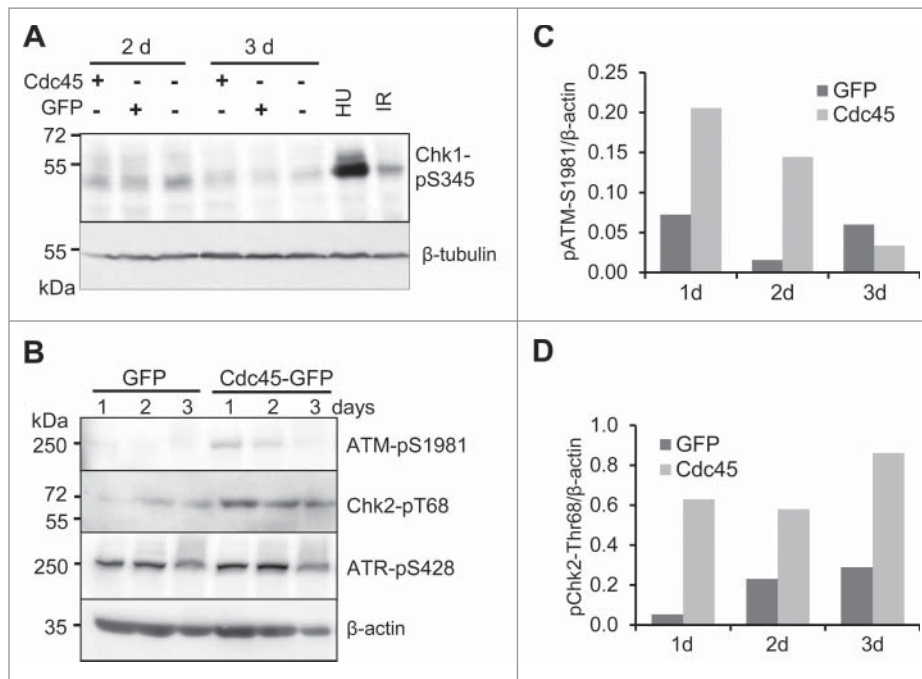 A
2 d 3 d
Cdc45 + - - + - -
GFP - + - - + - HU IR
72
55
Chk1-
pS345
55
β-tubulin
kDa
B
GFP Cdc45-GFP
1 2 3 1 2 3 days
kDa
250
ATM-pS1981
72
55
Chk2-pT68
250
ATR-pS428
35
β-actin
C
pATM-S1981/β-actin
0.25
0.20
0.15
0.10
0.05
0.00
GFP
Cdc45
1d 2d 3d
D
pChk2-Thr68/β-actin
1.0
0.8
0.6
0.4
0.2
0.0
GFP
Cdc45
1d 2d 3d